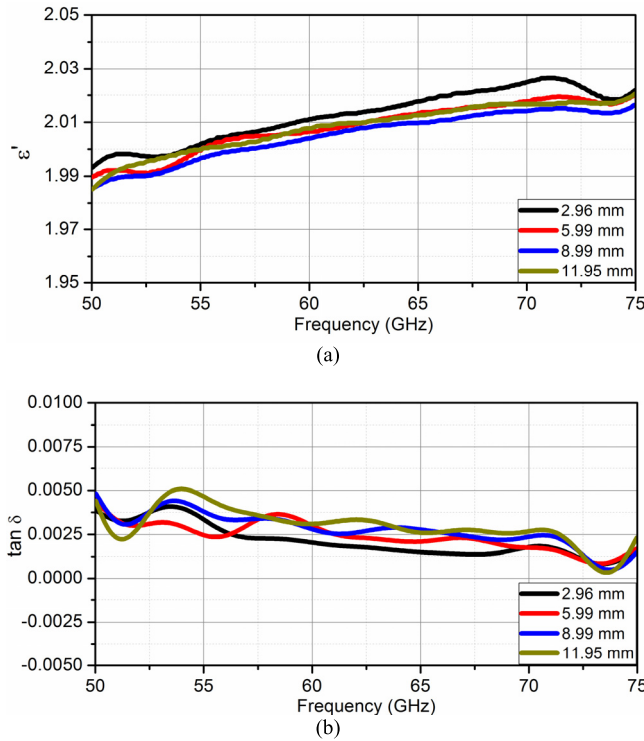 2.05
2.03
2.01
1.99
1.97
1.95
ε'
2.96 mm
5.99 mm
8.99 mm
11.95 mm
50 55 60 65 70 75
Frequency (GHz)
(a)
0.0100
0.0075
0.0050
0.0025
0.0000
-0.0025
-0.0050
tan δ
2.96 mm
5.99 mm
8.99 mm
11.95 mm
50 55 60 65 70 75
Frequency (GHz)
(b)